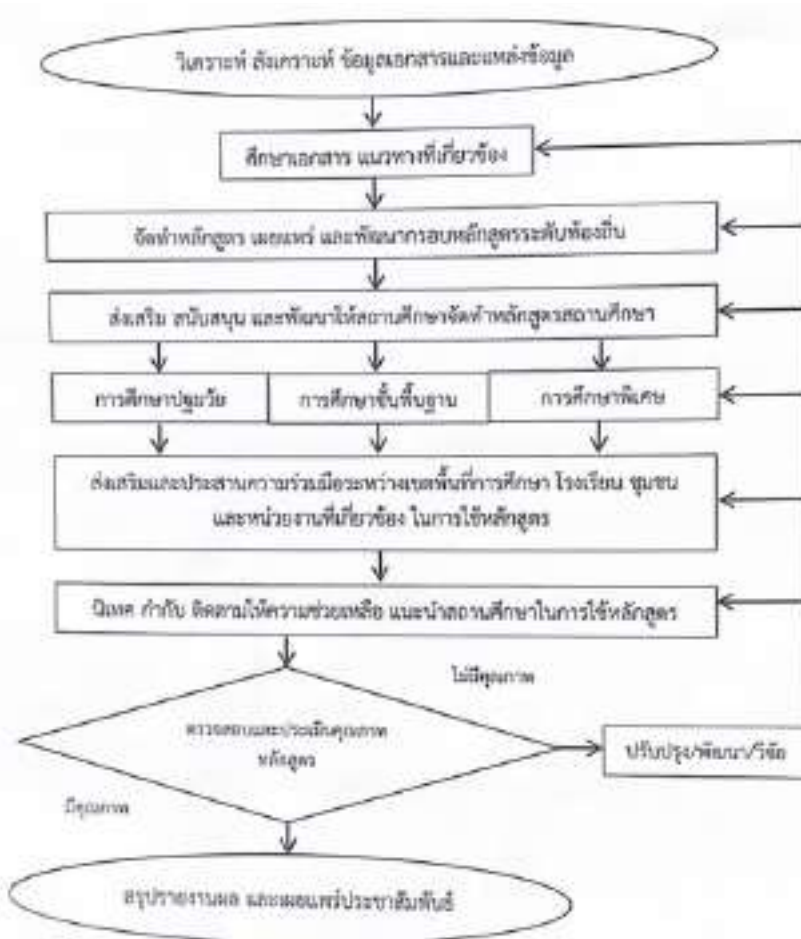 วิเคราะห์ สังเคราะห์ ข้อมูลเอกสารและแหล่งข้อมูล
ศึกษาเอกสาร แนวทางที่เกี่ยวข้อง
จัดทำหลักสูตร เผยแพร่ และพัฒนากรอบหลักสูตรระดับท้องถิ่น
ส่งเสริม สนับสนุน และพัฒนาให้สถานศึกษาจัดทำหลักสูตรสถานศึกษา
การศึกษาปฐมวัย
การศึกษาขั้นพื้นฐาน
การศึกษาพิเศษ
ส่งเสริมและประสานความร่วมมือระหว่างเขตพื้นที่การศึกษา โรงเรียน ชุมชน
และหน่วยงานที่เกี่ยวข้อง ในการใช้หลักสูตร
นิเทศ กำกับ ติดตามให้ความช่วยเหลือ แนะนำสถานศึกษาในการใช้หลักสูตร
ไม่มีคุณภาพ
ตรวจสอบและประเมินคุณภาพ
หลักสูตร
ปรับปรุง/พัฒนา/วิจัย
มีคุณภาพ
สรุปรายงานผล และเผยแพร่ประชาสัมพันธ์